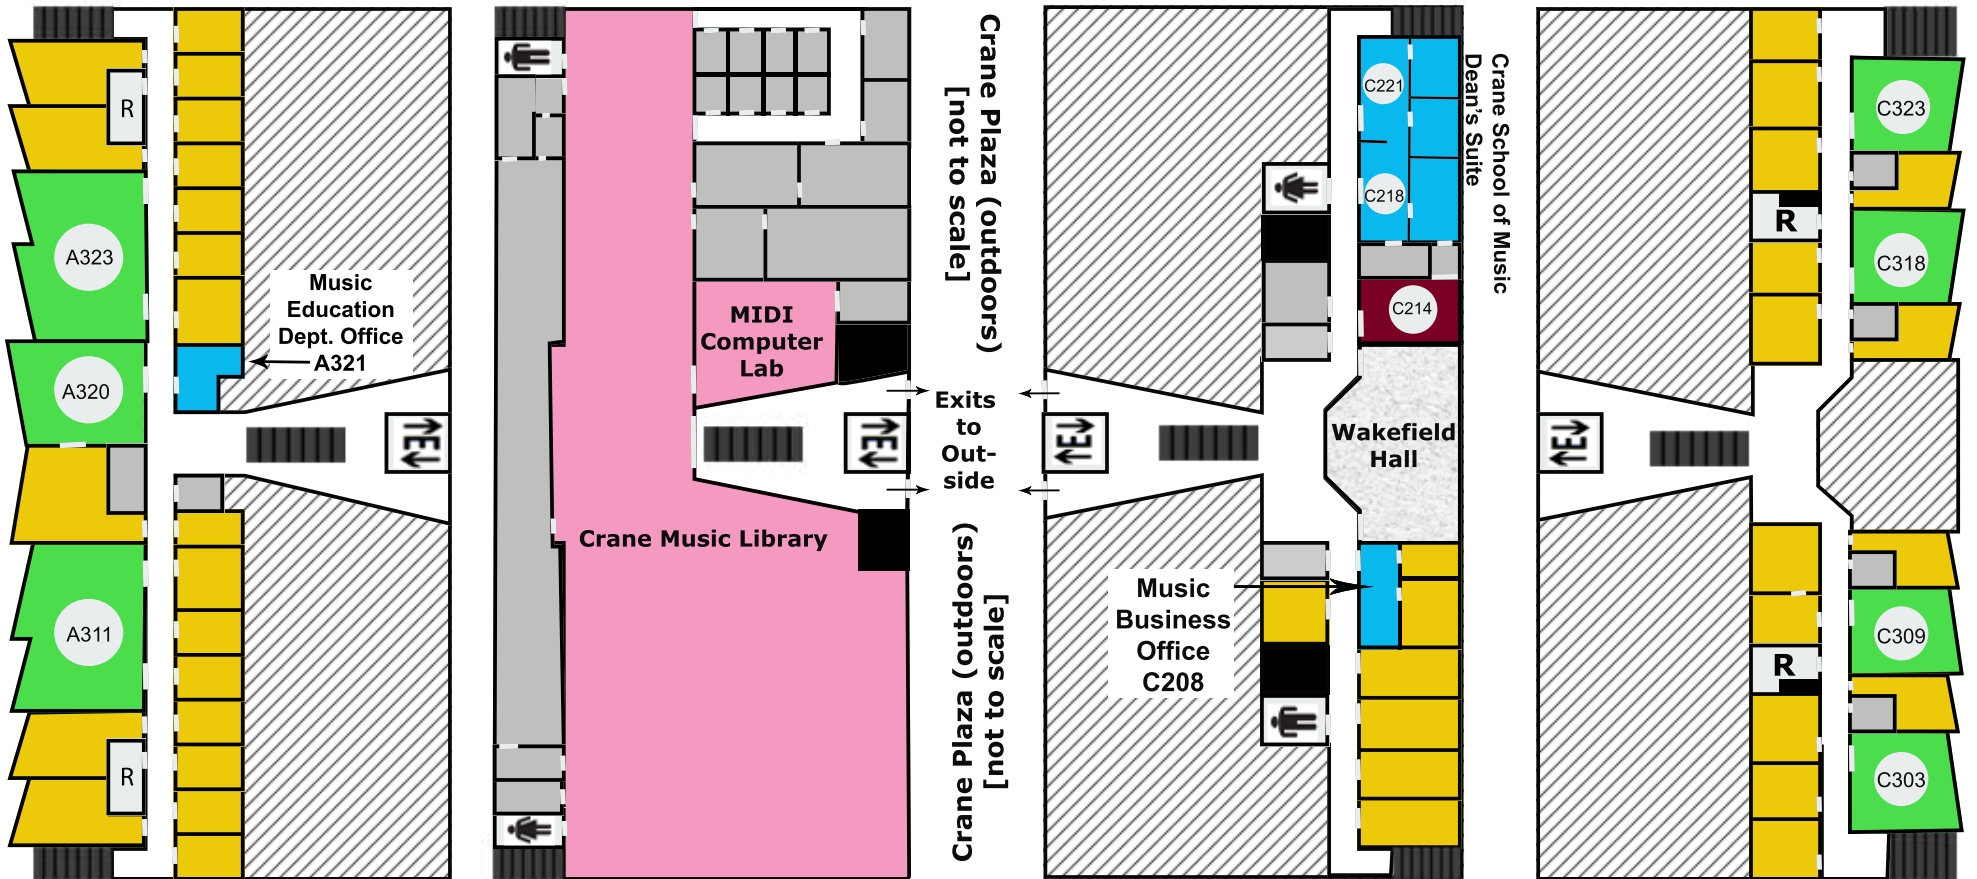 R
A323
Music
Education
Dept. Office
A321
A320
A311
R
E
MIDI
Computer
Lab
Crane Music Library
E
Crane Plaza (outdoors)
[not to scale]
Exits
to
Out-
side
Crane Plaza (outdoors)
[not to scale]
E
C221
C218
Crane School of Music
Dean's Suite
C214
Wakefield
Hall
Music
Business
Office
C208
E
R
R
C323
C318
C309
C303